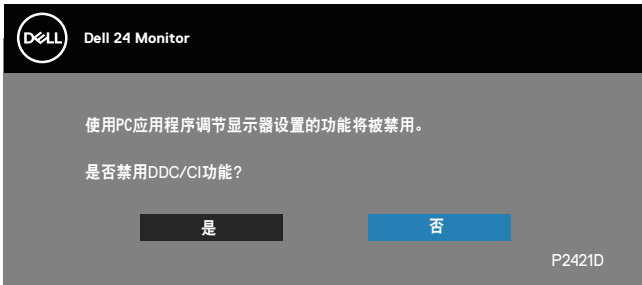 DELL
Dell 24 Monitor
使用PC应用程序调节显示器设置的功能将被禁用。
是否禁用DDC/CI功能?
是
否
P2421D